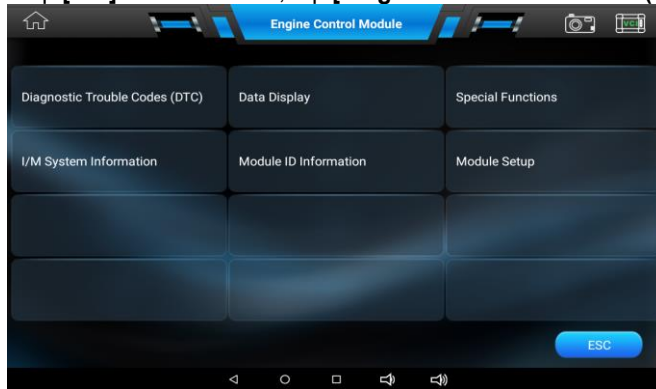 Engine Control Module
VCI
Diagnostic Trouble Codes (DTC)
Data Display
Special Functions
I/M System Information
Module ID Information
Module Setup
ESC